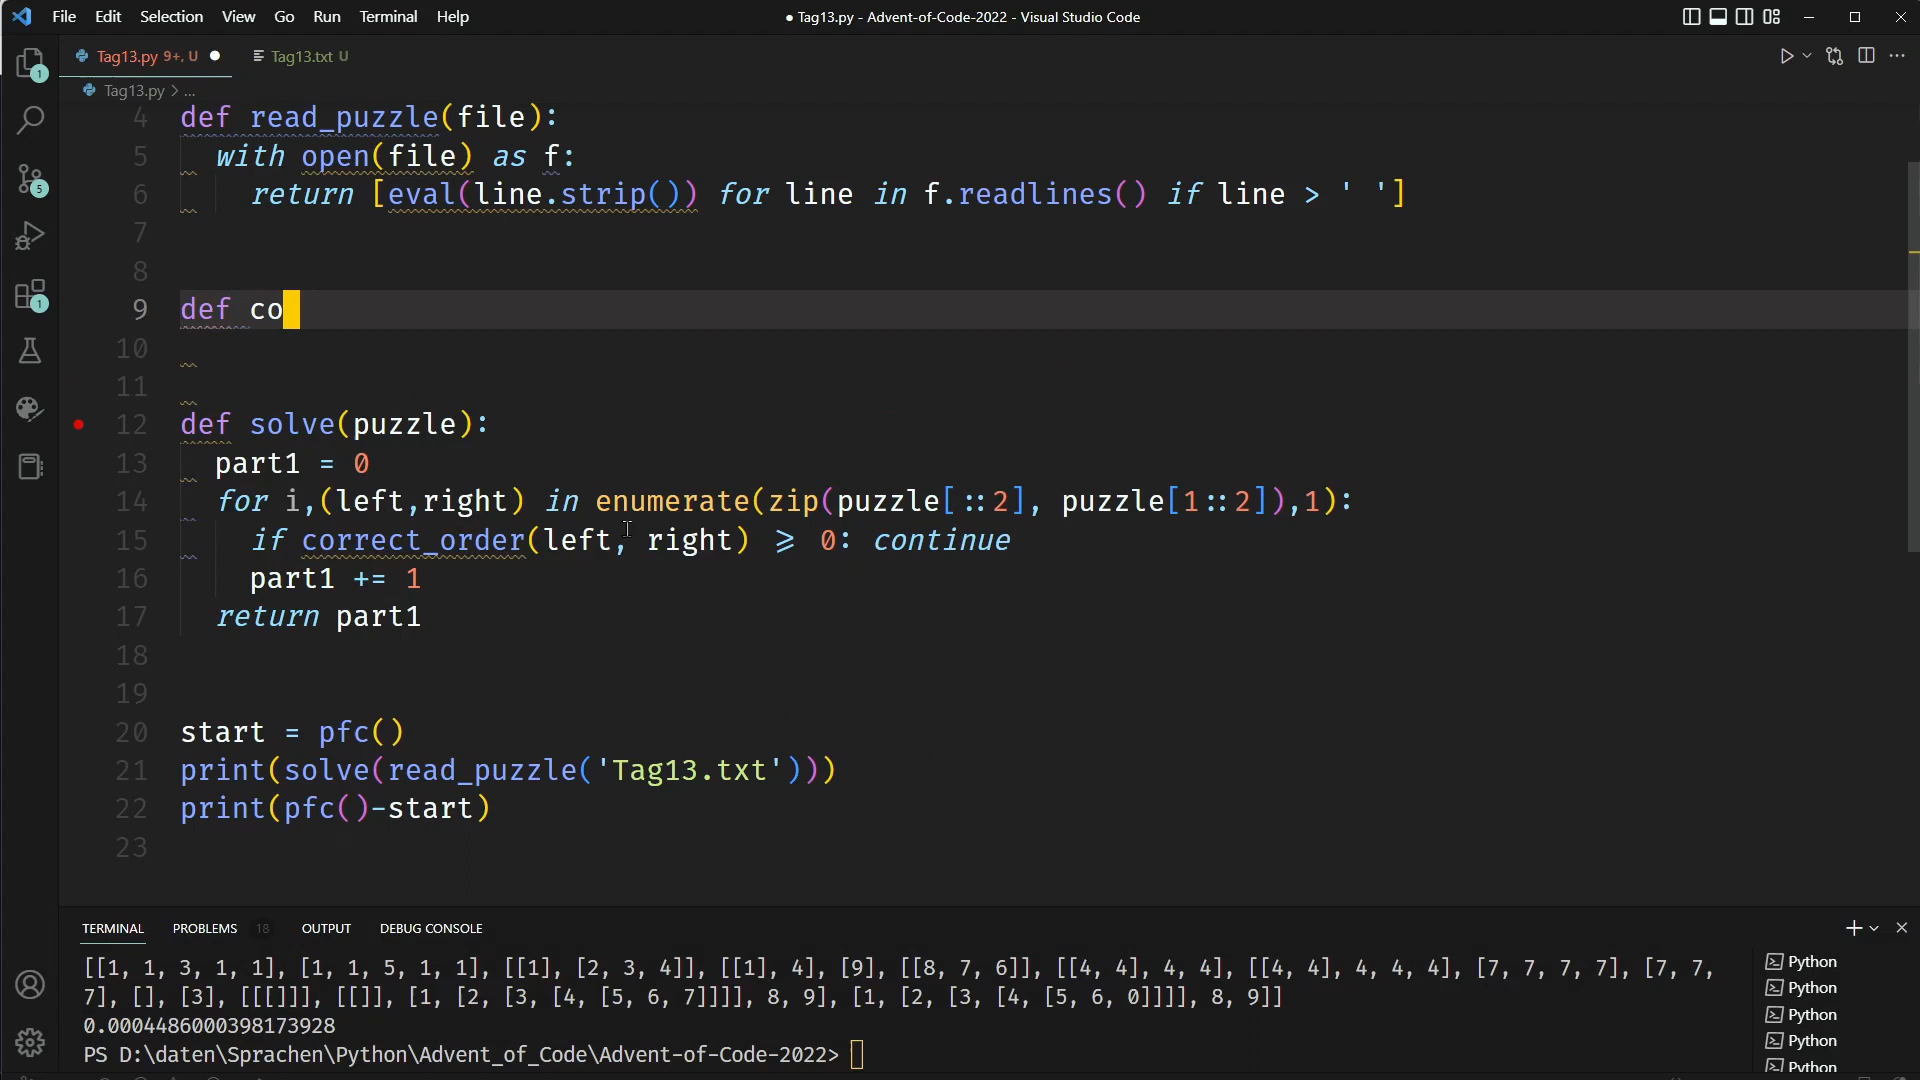 File Edit Selection View Go Run Terminal Help
● Tag13.py - Advent-of-Code-2022 - Visual Studio Code
Tag13.py 9+, U ●
Tag13.txt U
Tag13.py > ...
1
5
1
4 def read_puzzle(file):
5 with open(file) as f:
6 return [eval(line.strip()) for line in f.readlines() if line > ' ']
7
8
9 def co
10
11
12 def solve(puzzle):
13 part1 = 0
14 for i,(left,right) in enumerate(zip(puzzle[::2], puzzle[1::2]),1):
15 if correct_order(left, right) >= 0: continue
16 part1 += 1
17 return part1
18
19
20 start = pfc()
21 print(solve(read_puzzle('Tag13.txt')))
22 print(pfc()-start)
23
TERMINAL PROBLEMS 18 OUTPUT DEBUG CONSOLE
[[1, 1, 3, 1, 1], [1, 1, 5, 1, 1], [[1], [2, 3, 4]], [[1], 4], [9], [[8, 7, 6]], [[4, 4], 4, 4], [[4, 4], 4, 4, 4], [7, 7, 7, 7], [7, 7,
7], [], [3], [[[]]], [[]], [1, [2, [3, [4, [5, 6, 7]]]], 8, 9], [1, [2, [3, [4, [5, 6, 0]]]], 8, 9]]
0.0004486000398173928
PS D:\daten\Sprachen\Python\Advent_of_Code\Advent-of-Code-2022>
Python
Python
Python
Python
Python